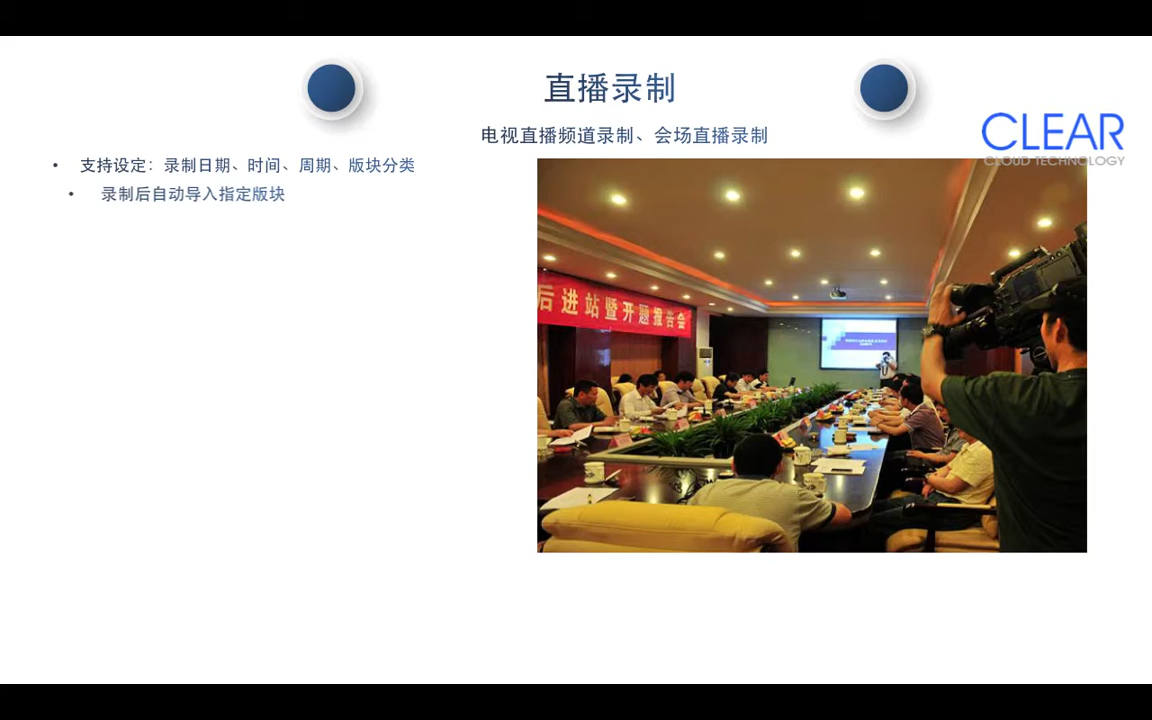 直播录制
电视直播频道录制、会场直播录制
CLEAR
CLOUD TECHNOLOGY
• 支持设定：录制日期、时间、周期、版块分类
• 录制后自动导入指定版块
后进站暨开题报告会